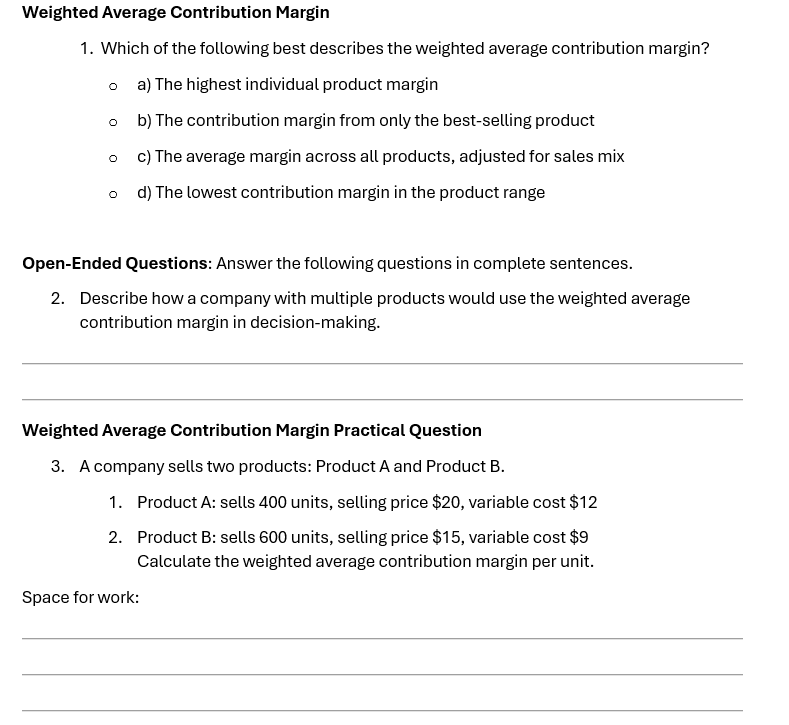 Weighted Average Contribution Margin
1. Which of the following best describes the weighted average contribution margin?
o a) The highest individual product margin
o b) The contribution margin from only the best-selling product
o c) The average margin across all products, adjusted for sales mix
o d) The lowest contribution margin in the product range
Open-Ended Questions: Answer the following questions in complete sentences.
2. Describe how a company with multiple products would use the weighted average
contribution margin in decision-making.
Weighted Average Contribution Margin Practical Question
3. A company sells two products: Product A and Product B.
1. Product A: sells 400 units, selling price $20, variable cost $12
2. Product B: sells 600 units, selling price $15, variable cost $9
Calculate the weighted average contribution margin per unit.
Space for work: